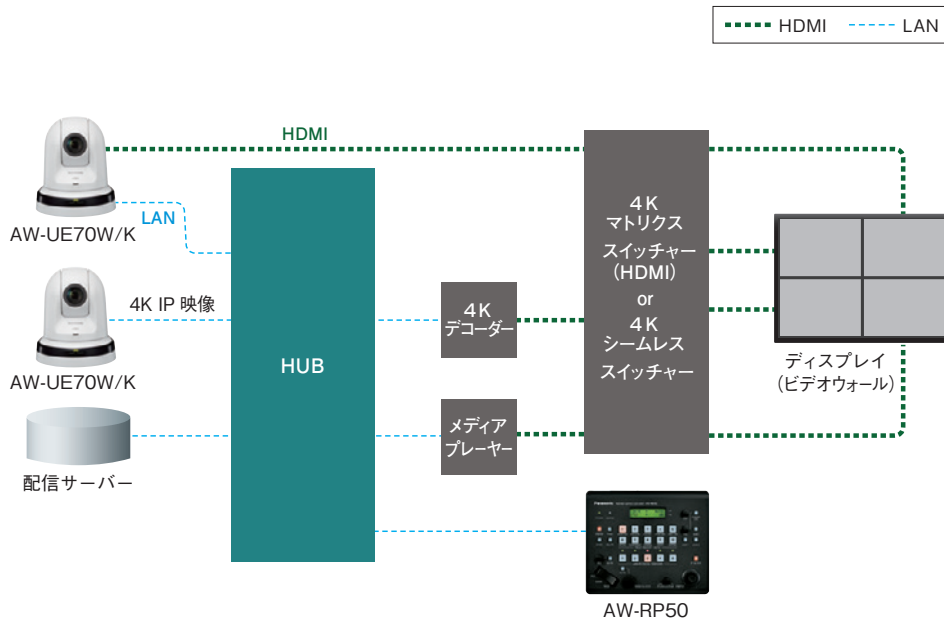 HDMI
LAN
HDMI
LAN
AW-UE70W/K
4K IP 映像
AW-UE70W/K
配信サーバー
HUB
4K
デコーダー
メディア
プレーヤー
4K
マトリクス
スイッチャー
(HDMI)
or
4K
シームレス
スイッチャー
ディスプレイ
(ビデオウォール)
Panasonic
AW-RP50